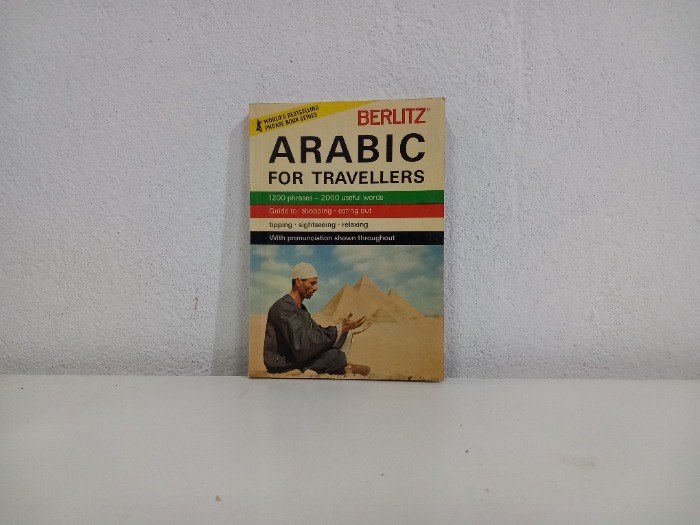 WORLD'S BESTSELLING
PHRASE BOOK SERIES
BERLITZ
ARABIC
FOR TRAVELLERS
1200 phrases – 2000 useful words
Guide to: shopping · eating out
tipping · sightseeing · relaxing
With pronunciation shown throughout